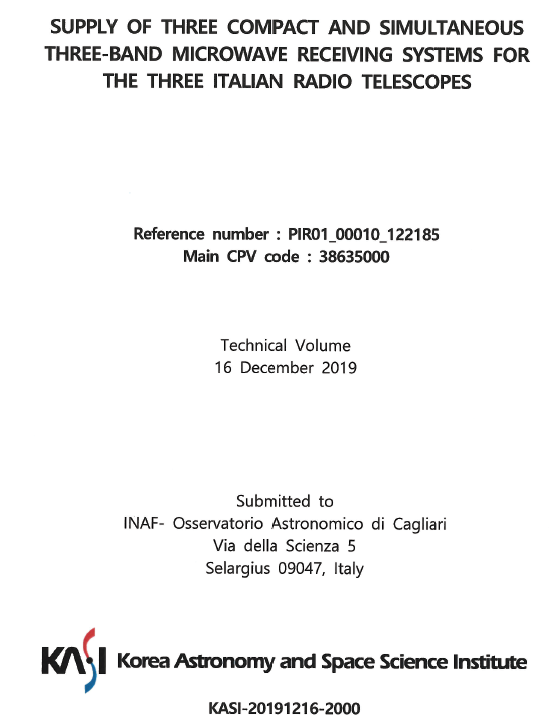 SUPPLY OF THREE COMPACT AND SIMULTANEOUS
THREE-BAND MICROWAVE RECEIVING SYSTEMS FOR
THE THREE ITALIAN RADIO TELESCOPES
Reference number : PIR01_00010_122185
Main CPV code : 38635000
Technical Volume
16 December 2019
Submitted to
INAF- Osservatorio Astronomico di Cagliari
Via della Scienza 5
Selargius 09047, Italy
KASI Korea Astronomy and Space Science Institute
KASI-20191216-2000